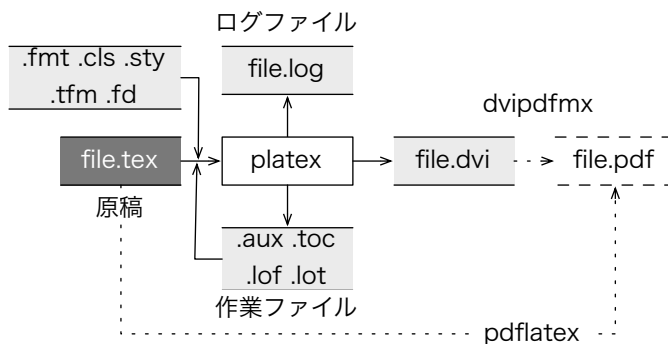 ログファイル
.fmt .cls .sty
.tfm .fd
file.log
dvipdfmx
file.tex
platex
file.dvi
file.pdf
原稿
.aux .toc
.lof .lot
作業ファイル
pdflatex